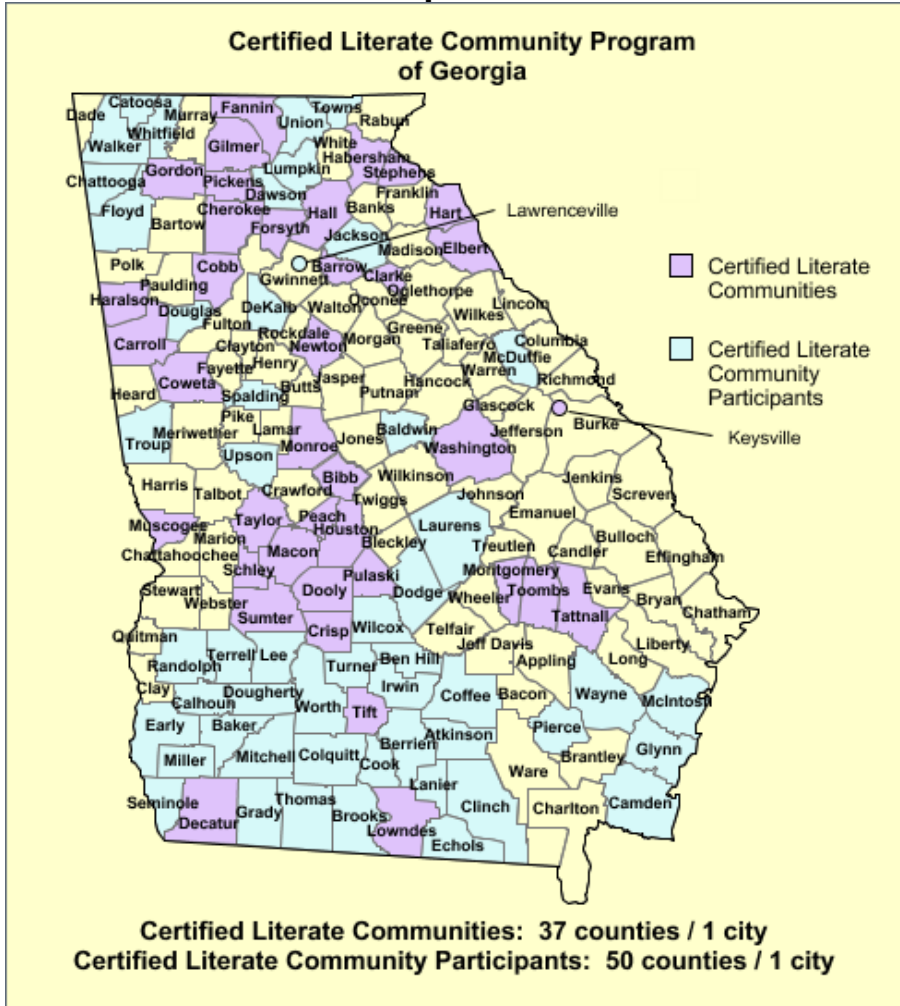 Certified Literate Community Program
of Georgia
Catoosa
Fannin
Towns
Dade
Murray
Union
Rabun
Whitfield
Walker
Gilmer
White
Habersham
Stephens
Chattooga
Gordon
Pickens
Lumpkin
Dawson
Franklin
Floyd
Bartow
Cherokee
Hall
Banks
Hart
Lawrenceville
Forsyth
Jackson
Madison
Elbert
Polk
Cobb
Barrow
Gwinnett
Clarke
Paulding
Oglethorpe
Haralson
Oconee
Douglas
DeKalb
Walton
Lincoln
Fulton
Wilkes
Certified Literate
Communities
Carroll
Clayton
Rockdale
Newton
Morgan
Greene
Taliaferro
Columbia
McDuffie
Certified Literate
Community
Participants
Coweta
Fayette
Henry
Warren
Heard
Spalding
Butts
Jasper
Putnam
Hancock
Richmond
Glascock
Troup
Meriwether
Pike
Lamar
Monroe
Jones
Baldwin
Washington
Jefferson
Burke
Keysville
Upson
Harris
Talbot
Crawford
Bibb
Twiggs
Wilkinson
Johnson
Jenkins
Screven
Emanuel
Muscogee
Taylor
Peach
Houston
Laurens
Marion
Chattahoochee
Macon
Bleckley
Treutlen
Candler
Bulloch
Effingham
Schley
Pulaski
Montgomery
Stewart
Webster
Dooly
Dodge
Wheeler
Toombs
Evans
Bryan
Chatham
Sumter
Crisp
Wilcox
Telfair
Tattnall
Quitman
Jeff Davis
Liberty
Randolph
Terrell
Lee
Turner
Ben Hill
Appling
Long
Clay
Calhoun
Dougherty
Worth
Irwin
Coffee
Bacon
Wayne
McIntosh
Tift
Early
Baker
Berrien
Atkinson
Pierce
Glynn
Miller
Mitchell
Colquitt
Cook
Brantley
Lanier
Ware
Seminole
Decatur
Grady
Thomas
Brooks
Lowndes
Clinch
Charlton
Camden
Echols
Certified Literate Communities: 37 counties / 1 city
Certified Literate Community Participants: 50 counties / 1 city